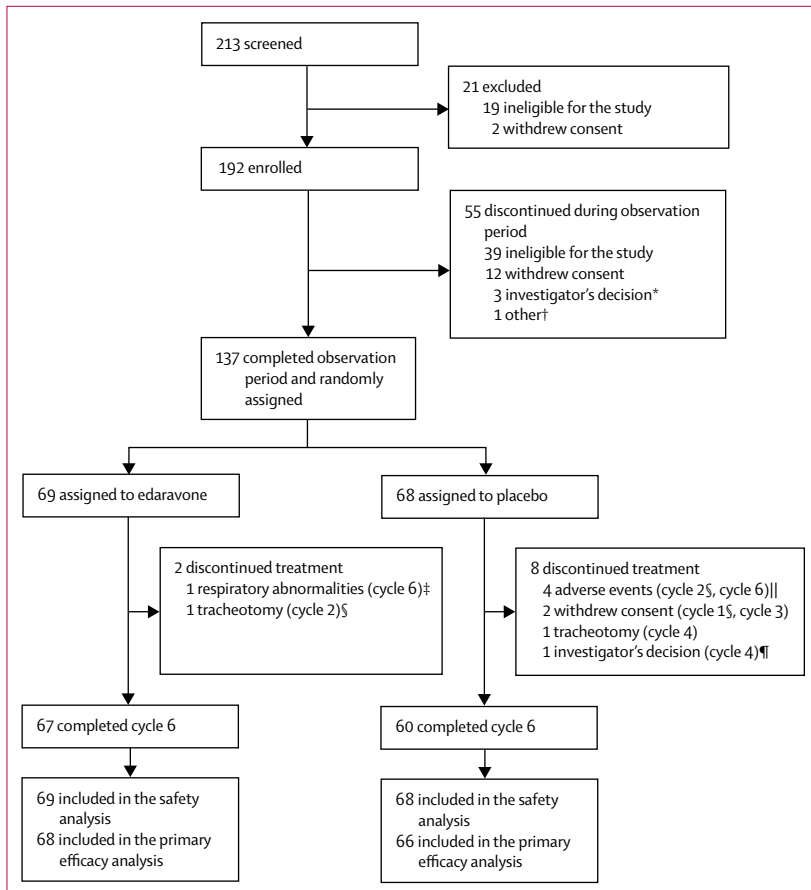 213 screened
21 excluded
19 ineligible for the study
2 withdrew consent
192 enrolled
55 discontinued during observation
period
39 ineligible for the study
12 withdrew consent
3 investigator's decision*
1 other†
137 completed observation
period and randomly
assigned
69 assigned to edaravone
68 assigned to placebo
2 discontinued treatment
1 respiratory abnormalities (cycle 6)‡
1 tracheotomy (cycle 2)§
8 discontinued treatment
4 adverse events (cycle 2§, cycle 6)||
2 withdrew consent (cycle 1§, cycle 3)
1 tracheotomy (cycle 4)
1 investigator's decision (cycle 4)¶
67 completed cycle 6
60 completed cycle 6
69 included in the safety
analysis
68 included in the primary
efficacy analysis
68 included in the safety
analysis
66 included in the primary
efficacy analysis